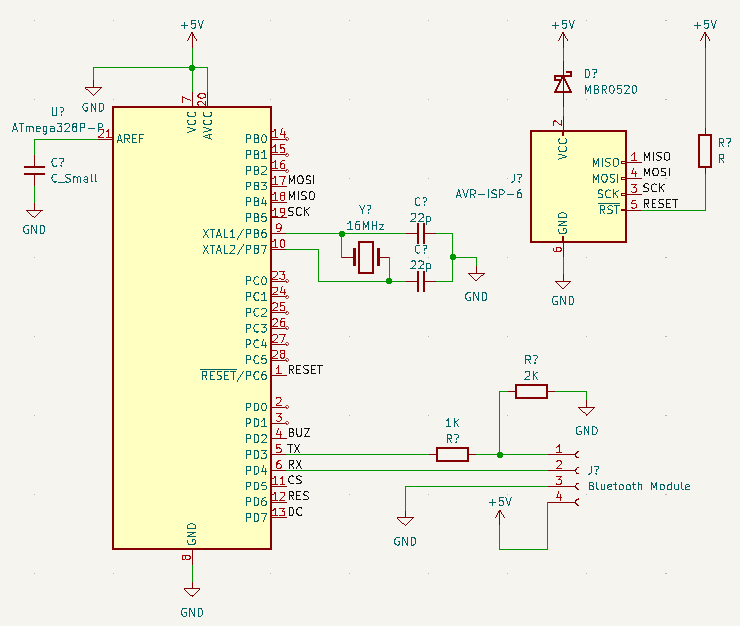 +5V
+5V
+5V
GND
7
20
VCC
AVCC
U?
ATmega328P-P
21
AREF
C?
C_Small
GND
PB0
14
PB1
15
PB2
16
PB3
17
MOSI
PB4
18
MISO
PB5
19
SCK
XTAL1/PB6
9
XTAL2/PB7
10
PC0
23
PC1
24
PC2
25
PC3
26
PC4
27
PC5
28
RESET/PC6
1
RESET
PD0
2
PD1
3
PD2
4
BUZ
PD3
5
TX
PD4
6
RX
PD5
11
CS
PD6
12
RES
PD7
13
DC
GND
8
GND
Y?
16MHz
C?
22p
C?
22p
GND
D?
MBR0520
2
VCC
J?
AVR-ISP-6
MISO
1
MISO
MOSI
4
MOSI
SCK
3
SCK
RST
5
RESET
GND
6
GND
R?
R
R?
2K
GND
1K
R?
1
2
3
4
J?
Bluetooth Module
+5V
GND